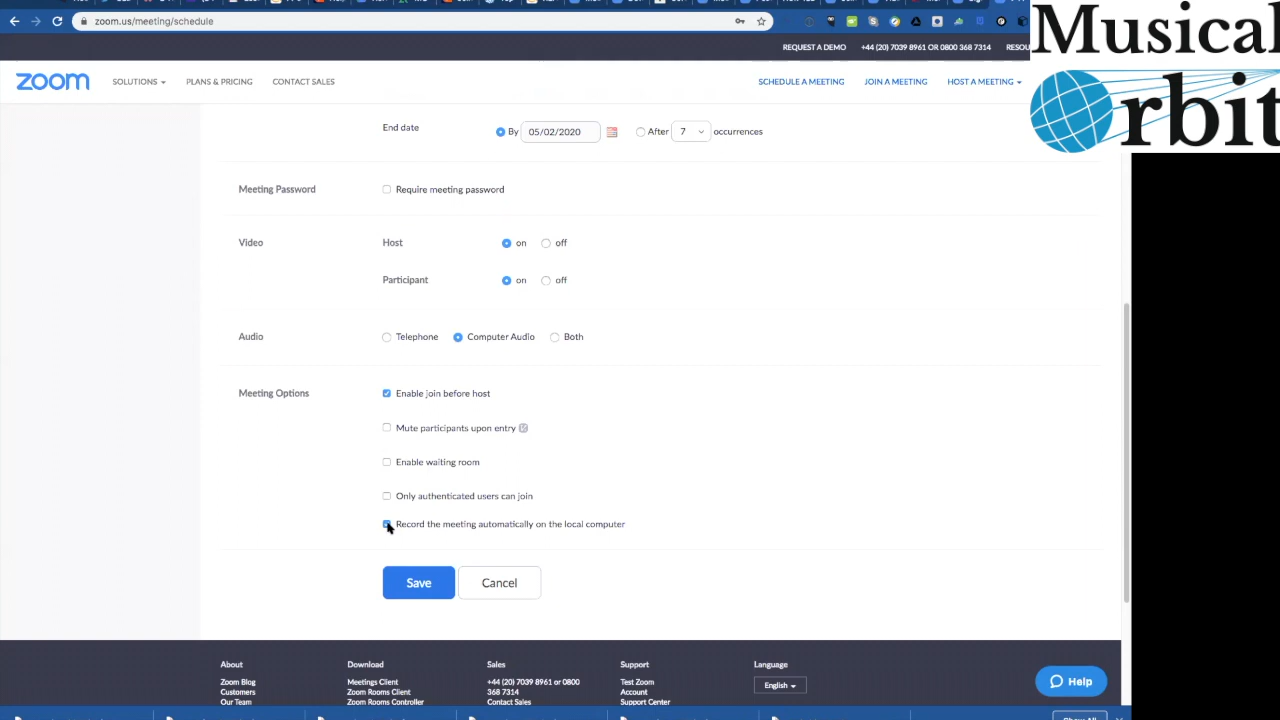 zoom.us/meeting/schedule
Musical
Orbit
REQUEST A DEMO +44 (20) 7039 8961 OR 0800 368 7314 RESOU
zoom SOLUTIONS PLANS & PRICING CONTACT SALES SCHEDULE A MEETING JOIN A MEETING HOST A MEETING
End date By 05/02/2020 After 7 occurrences
Meeting Password Require meeting password
Video Host on off
Participant on off
Audio Telephone Computer Audio Both
Meeting Options Enable join before host
Mute participants upon entry
Enable waiting room
Only authenticated users can join
Record the meeting automatically on the local computer
Save Cancel
About Download Sales Support Language
Zoom Blog Meetings Client +44 (20) 7039 8961 or 0800 Test Zoom English
Customers Zoom Rooms Client 368 7314 Account
Our Team Zoom Rooms Controller Contact Sales Support Center
Help
Show All